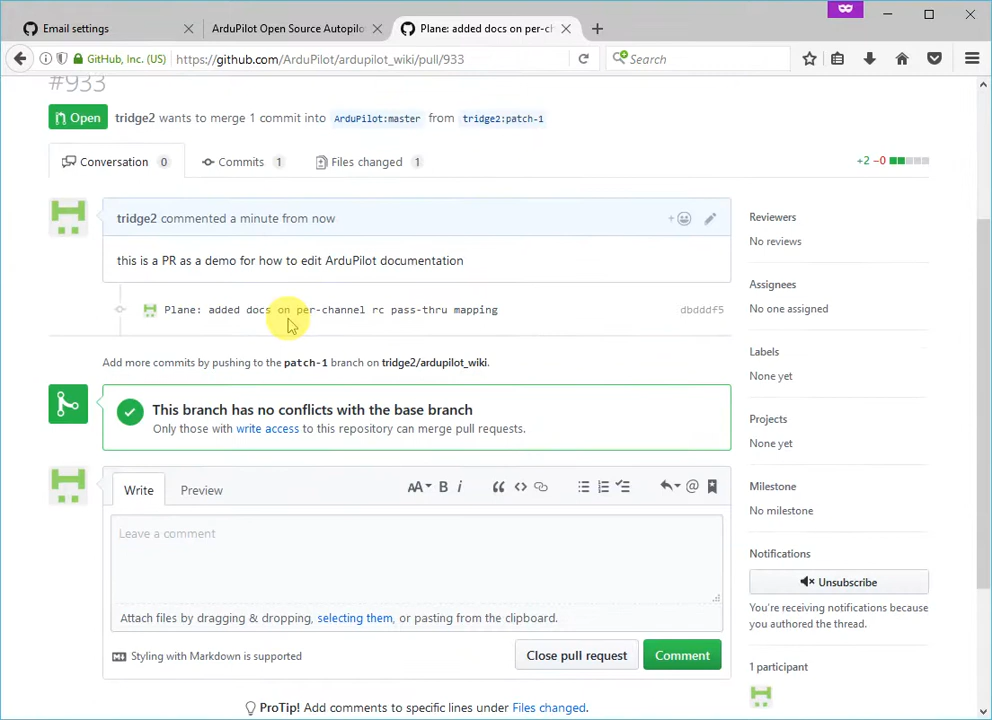 Email settings
ArduPilot Open Source Autopilo
Plane: added docs on per-ch
GitHub, Inc. (US)
https://github.com/ArduPilot/ardupilot_wiki/pull/933
Search
#933
Open
tridge2 wants to merge 1 commit into ArduPilot:master from tridge2:patch-1
Conversation 0
Commits 1
Files changed 1
+2 −0
tridge2 commented a minute from now
this is a PR as a demo for how to edit ArduPilot documentation
Plane: added docs on per-channel rc pass-thru mapping
dbdddf5
Add more commits by pushing to the patch-1 branch on tridge2/ardupilot_wiki.
This branch has no conflicts with the base branch
Only those with write access to this repository can merge pull requests.
Write
Preview
AA B i
Leave a comment
Attach files by dragging & dropping, selecting them, or pasting from the clipboard.
Styling with Markdown is supported
Close pull request
Comment
ProTip! Add comments to specific lines under Files changed.
Reviewers
No reviews
Assignees
No one assigned
Labels
None yet
Projects
None yet
Milestone
No milestone
Notifications
Unsubscribe
You're receiving notifications because
you authored the thread.
1 participant